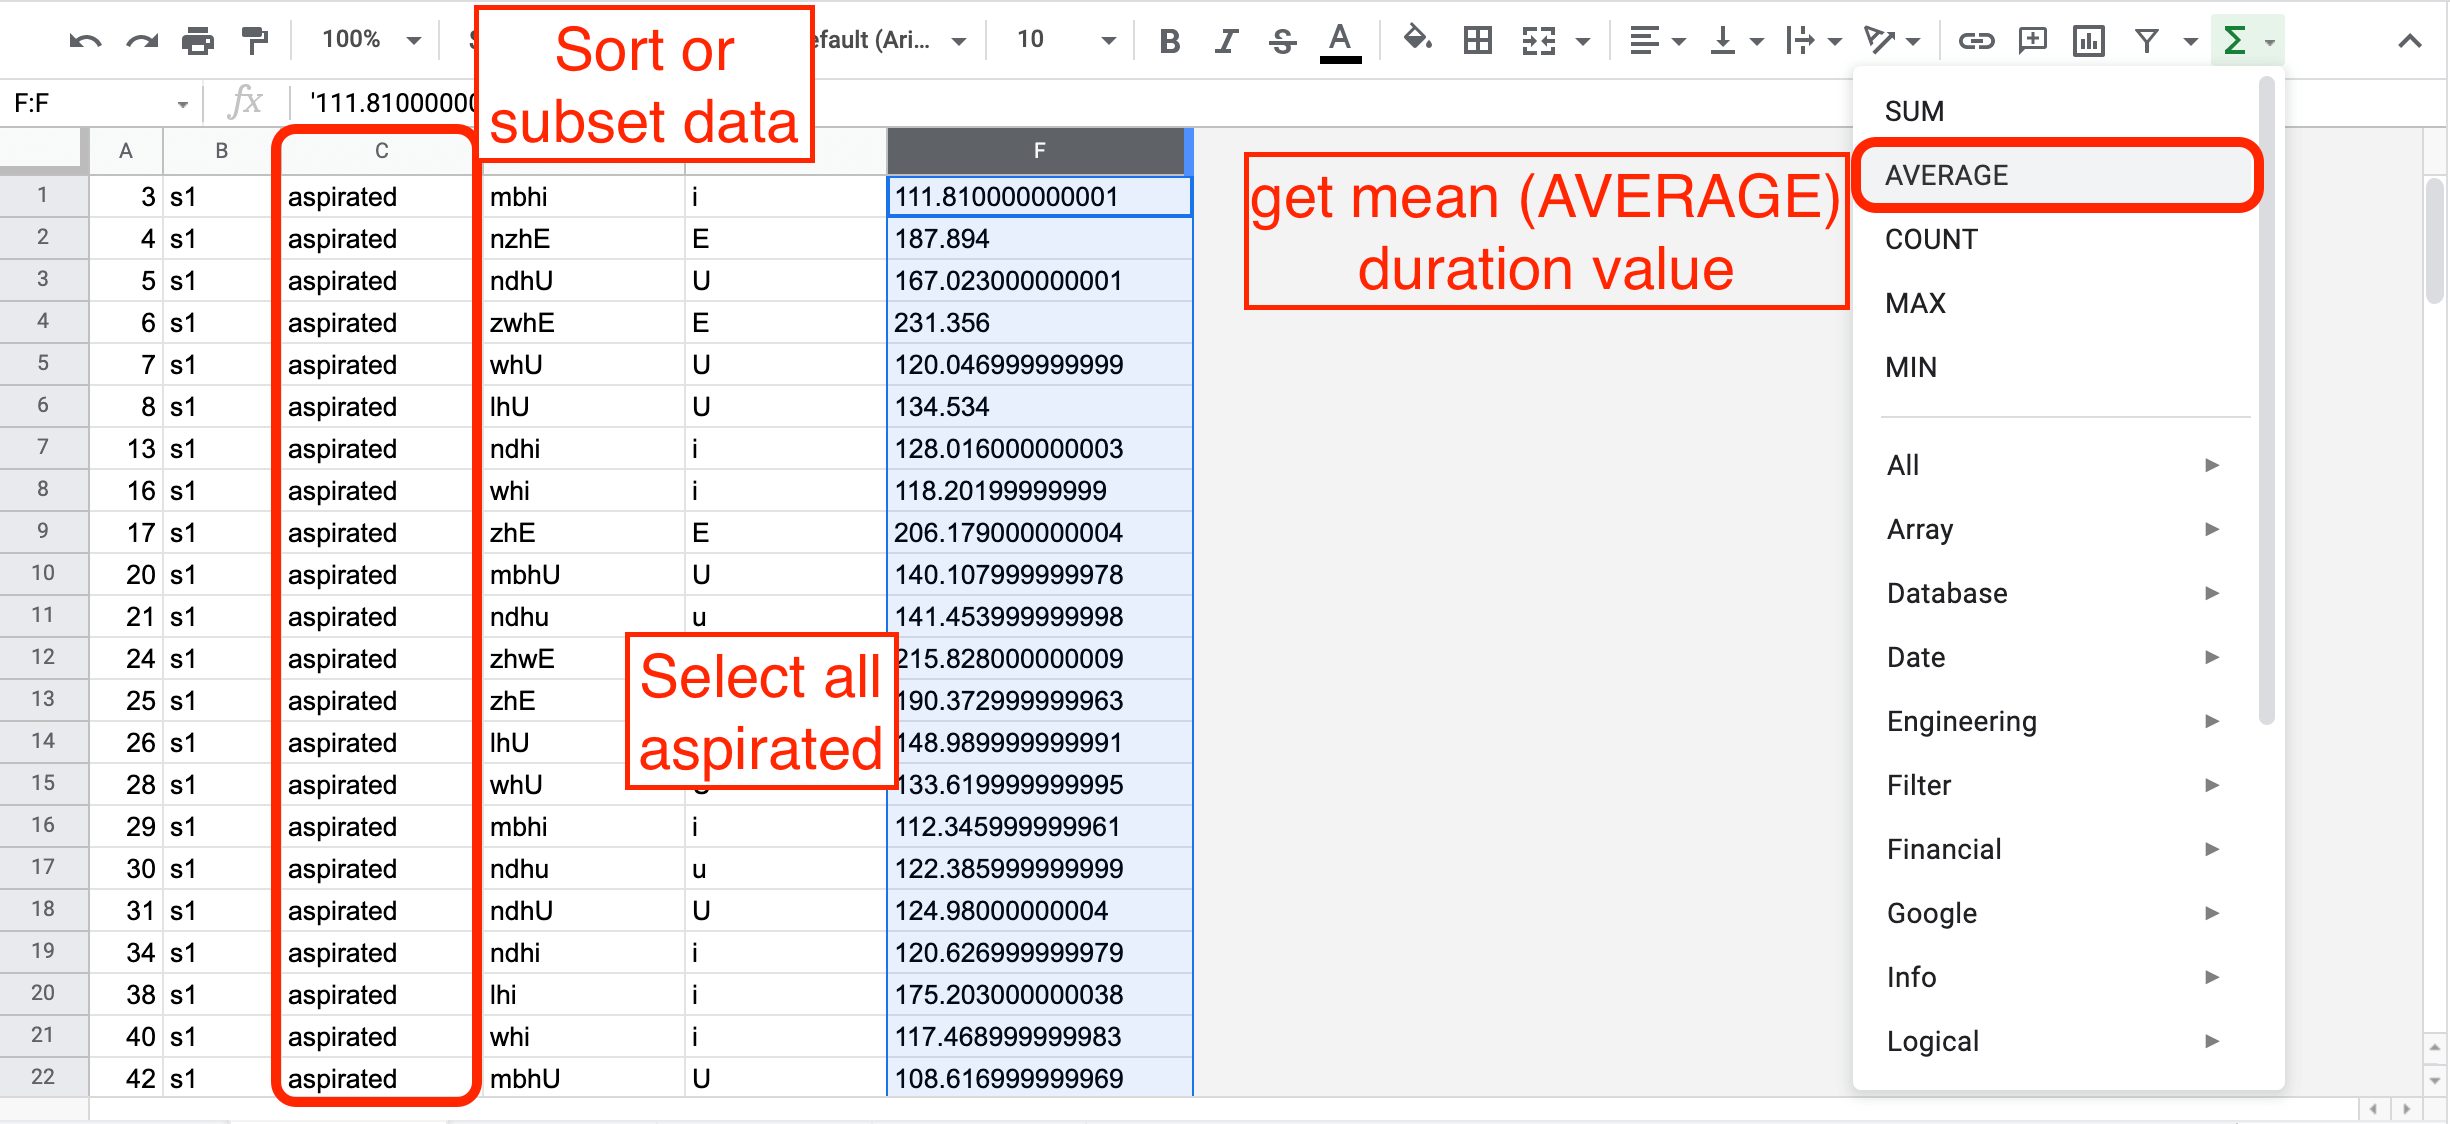 100% Sort or efault (Ari... 10 B I S A Σ
F:F fx '111.8100000 subset data
A B C F
1 3 s1 aspirated mbhi i 111.810000000001
2 4 s1 aspirated nzhE E 187.894
3 5 s1 aspirated ndhU U 167.023000000001
4 6 s1 aspirated zwhE E 231.356
5 7 s1 aspirated whU U 120.046999999999
6 8 s1 aspirated lhU U 134.534
7 13 s1 aspirated ndhi i 128.016000000003
8 16 s1 aspirated whi i 118.20199999999
9 17 s1 aspirated zhE E 206.179000000004
10 20 s1 aspirated mbhU U 140.107999999978
11 21 s1 aspirated ndhu u 141.453999999998
12 24 s1 aspirated zhwE 215.828000000009
13 25 s1 aspirated zhE 190.372999999963
14 26 s1 aspirated lhU 148.989999999991
15 28 s1 aspirated whU 133.619999999995
16 29 s1 aspirated mbhi i 112.345999999961
17 30 s1 aspirated ndhu u 122.385999999999
18 31 s1 aspirated ndhU U 124.98000000004
19 34 s1 aspirated ndhi i 120.626999999979
20 38 s1 aspirated lhi i 175.203000000038
21 40 s1 aspirated whi i 117.468999999983
22 42 s1 aspirated mbhU U 108.616999999969
Select all
aspirated
get mean (AVERAGE)
duration value
SUM
AVERAGE
COUNT
MAX
MIN
All
Array
Database
Date
Engineering
Filter
Financial
Google
Info
Logical